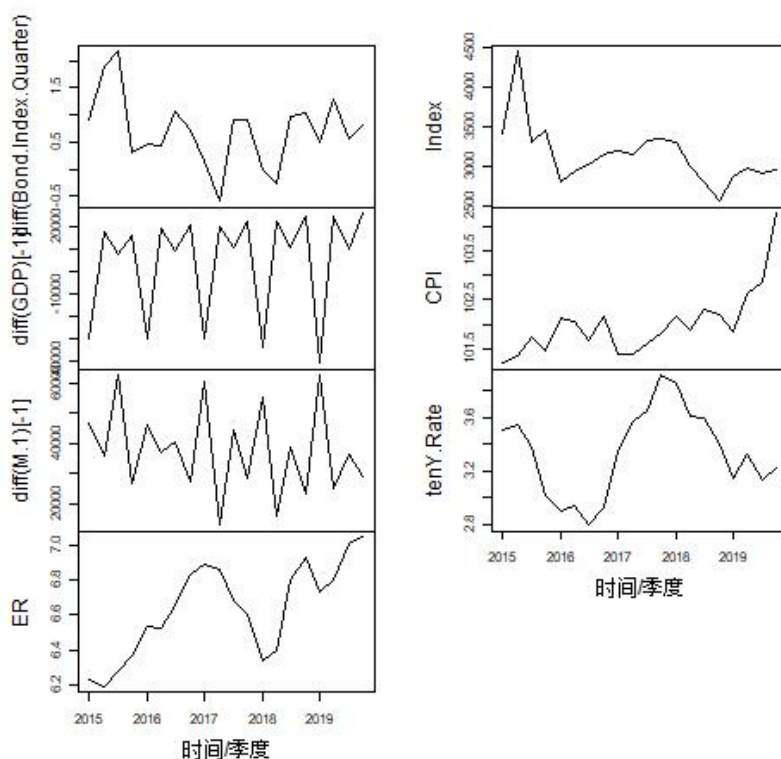 diff(Bond.Index.Quarter)
-0.5 0.5 1.5
diff(GDP)[-1]
-10000 20000
diff(M.1)[-1]
20000 40000 60000
ER
6.2 6.4 6.6 6.8 7.0
2015 2016 2017 2018 2019
时间/季度
Index
2500 3000 3500 4000 4500
CPI
101.5 102.5 103.5
tenY.Rate
2.8 3.2 3.6
2015 2016 2017 2018 2019
时间/季度